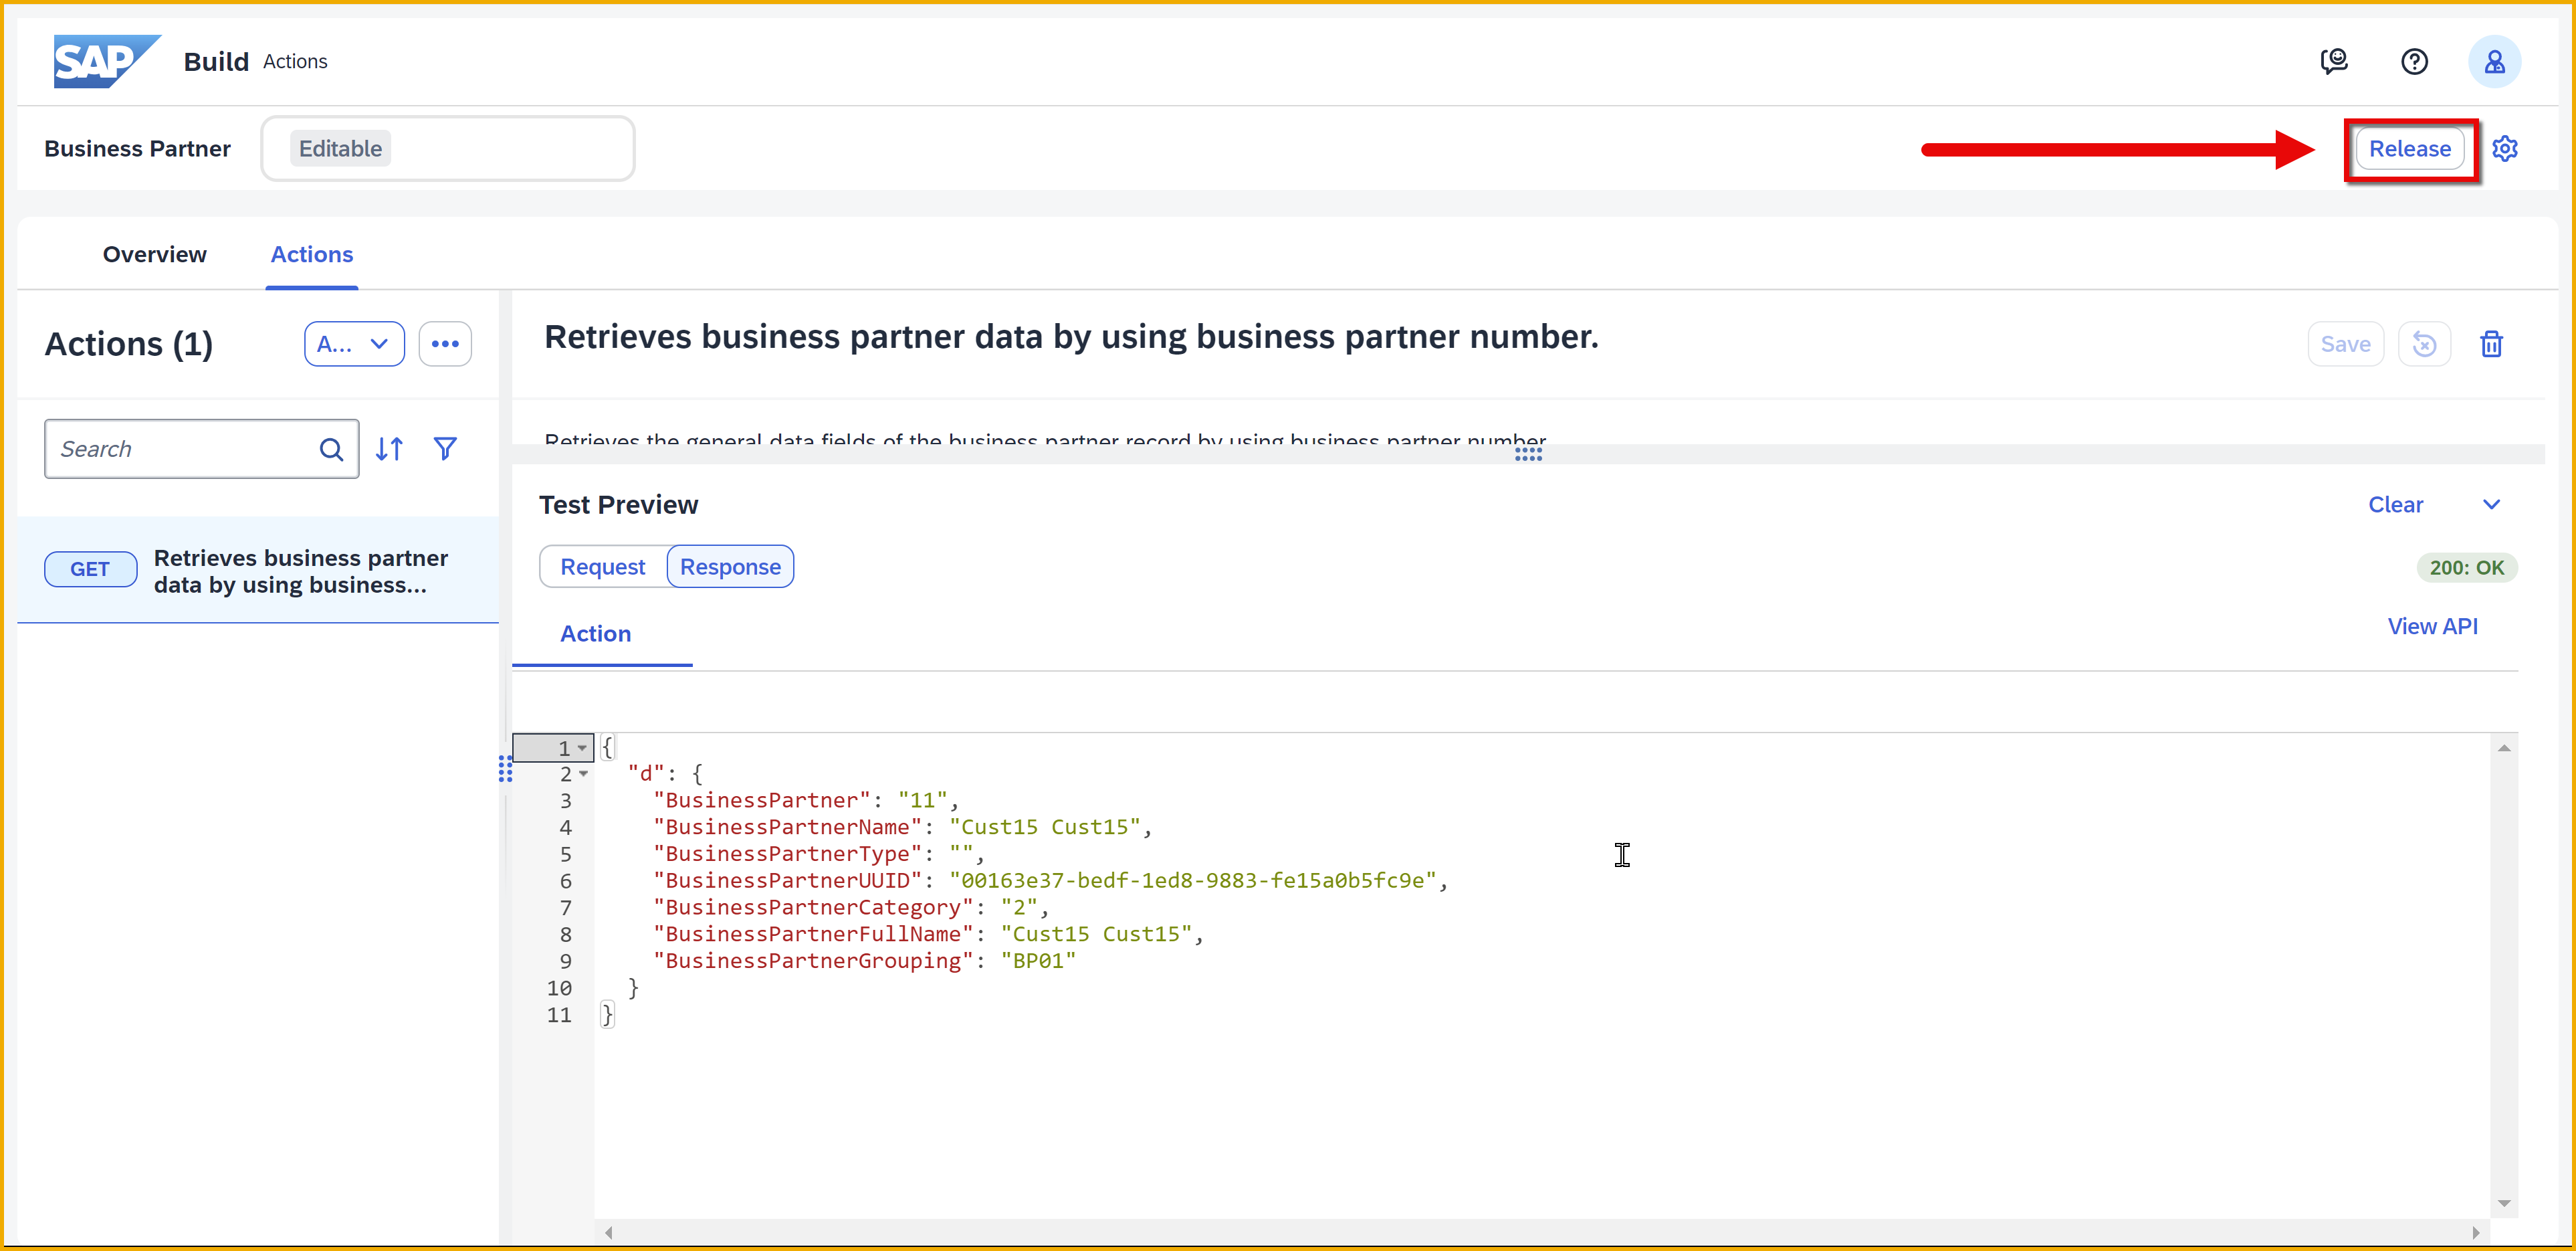 SAP Build Actions
Business Partner Editable Release
Overview Actions
Actions (1) A...
Retrieves business partner data by using business partner number. Save
Search
Retrieves the general data fields of the business partner record by using business partner number
GET Retrieves business partner
data by using business...
Test Preview Clear
Request Response 200: OK
Action View API
1 {
2 "d": {
3 "BusinessPartner": "11",
4 "BusinessPartnerName": "Cust15 Cust15",
5 "BusinessPartnerType": "",
6 "BusinessPartnerUUID": "00163e37-bedf-1ed8-9883-fe15a0b5fc9e",
7 "BusinessPartnerCategory": "2",
8 "BusinessPartnerFullName": "Cust15 Cust15",
9 "BusinessPartnerGrouping": "BP01"
10 }
11 }